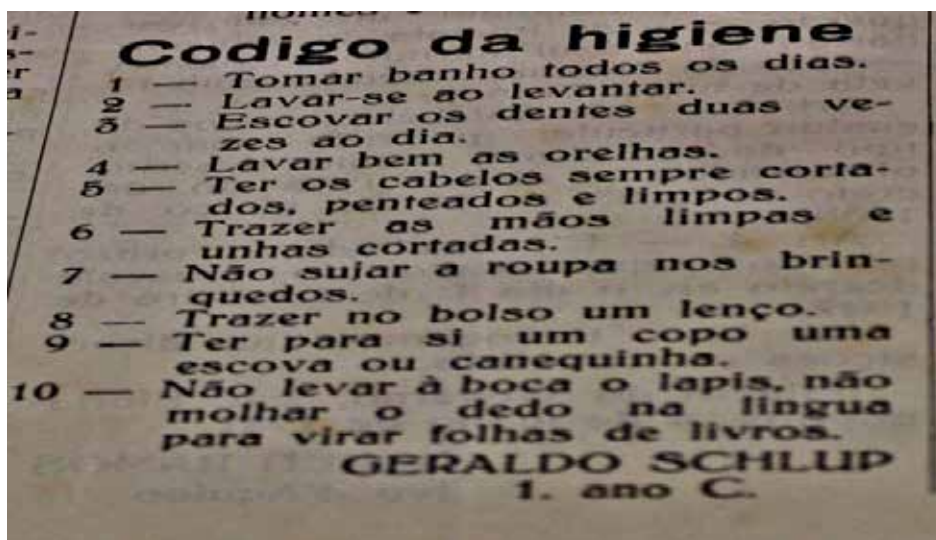 Codigo da higiene
1 — Tomar banho todos os dias.
2 — Lavar-se ao levantar.
3 — Escovar os dentes duas ve-
zes ao dia.
4 — Lavar bem as orelhas.
5 — Ter os cabelos sempre corta-
dos, penteados e limpos.
6 — Trazer as mãos limpas e
unhas cortadas.
7 — Não sujar a roupa nos brin-
quedos.
8 — Trazer no bolso um lenço.
9 — Ter para si um copo uma
escova ou canequinha.
10 — Não levar à boca o lapis, não
molhar o dedo na lingua
para virar folhas de livros.
GERALDO SCHLUP
1. ano C.